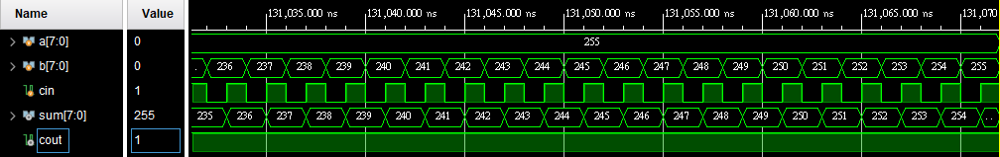 Name Value 131,035.000 ns 131,040.000 ns 131,045.000 ns 131,050.000 ns 131,055.000 ns 131,060.000 ns 131,065.000 ns 131,070
a[7:0] 0 255
b[7:0] 0 . 236 237 238 239 240 241 242 243 244 245 246 247 248 249 250 251 252 253 254 255
cin 1
sum[7:0] 255 235 236 237 238 239 240 241 242 243 244 245 246 247 248 249 250 251 252 253 254 ..
cout 1